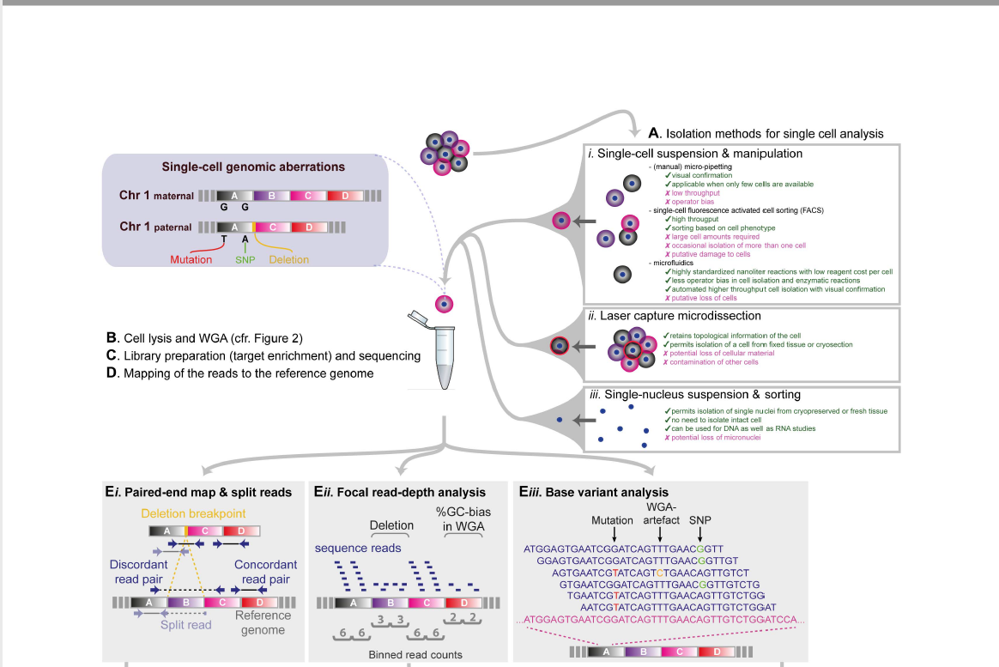 A. Isolation methods for single cell analysis
i. Single-cell suspension & manipulation
- (manual) micro-pipetting
✓visual confirmation
✓applicable when only few cells are available
✗ low throughput
✗ operator bias
- single-cell fluorescence activated cell sorting (FACS)
✓high througput
✓sorting based on cell phenotype
✗ large cell amounts required
✗ occasional isolation of more than one cell
✗ putative damage to cells
- microfluidics
✓highly standardized nanoliter reactions with low reagent cost per cell
✓less operator bias in cell isolation and enzymatic reactions
✓automated higher throughput cell isolation with visual confirmation
✗ putative loss of cells
ii. Laser capture microdissection
✓retains topological information of the cell
✓permits isolation of a cell from fixed tissue or cryosection
✗ potential loss of cellular material
✗ contamination of other cells
iii. Single-nucleus suspension & sorting
✓permits isolation of single nuclei from cryopreserved or fresh tissue
✓no need to isolate intact cell
✓can be used for DNA as well as RNA studies
✗ potential loss of micronuclei
Single-cell genomic aberrations
Chr 1 maternal A B C D
G G
Chr 1 paternal A C D
T A
Mutation SNP Deletion
B. Cell lysis and WGA (cfr. Figure 2)
C. Library preparation (target enrichment) and sequencing
D. Mapping of the reads to the reference genome
Ei. Paired-end map & split reads
Deletion breakpoint
A C D
Discordant Concordant
read pair read pair
A B C D
Split read Reference
genome
Eii. Focal read-depth analysis
%GC-bias
Deletion in WGA
sequence reads
A B C D
3 3 2 2
6 6 6 6
Binned read counts
Eiii. Base variant analysis
WGA-
Mutation artefact SNP
ATGGAGTGAATCGGATCAGTTTGAACGGTT
GGAGTGAATCGGATCAGTTTGAACGGTTGT
AGTGAATCGTATCAGTCTGAACAGTTGTCT
GTGAATCGGATCAGTTTGAACGGTTGTCTG
TGAATCGTATCAGTTTGAACAGTTGTCTGG
AATCGTATCAGTTTGAACAGTTGTCTGGAT
...ATGGAGTGAATCGGATCAGTTTGAACAGTTGTCTGGATCCA...
A B C D